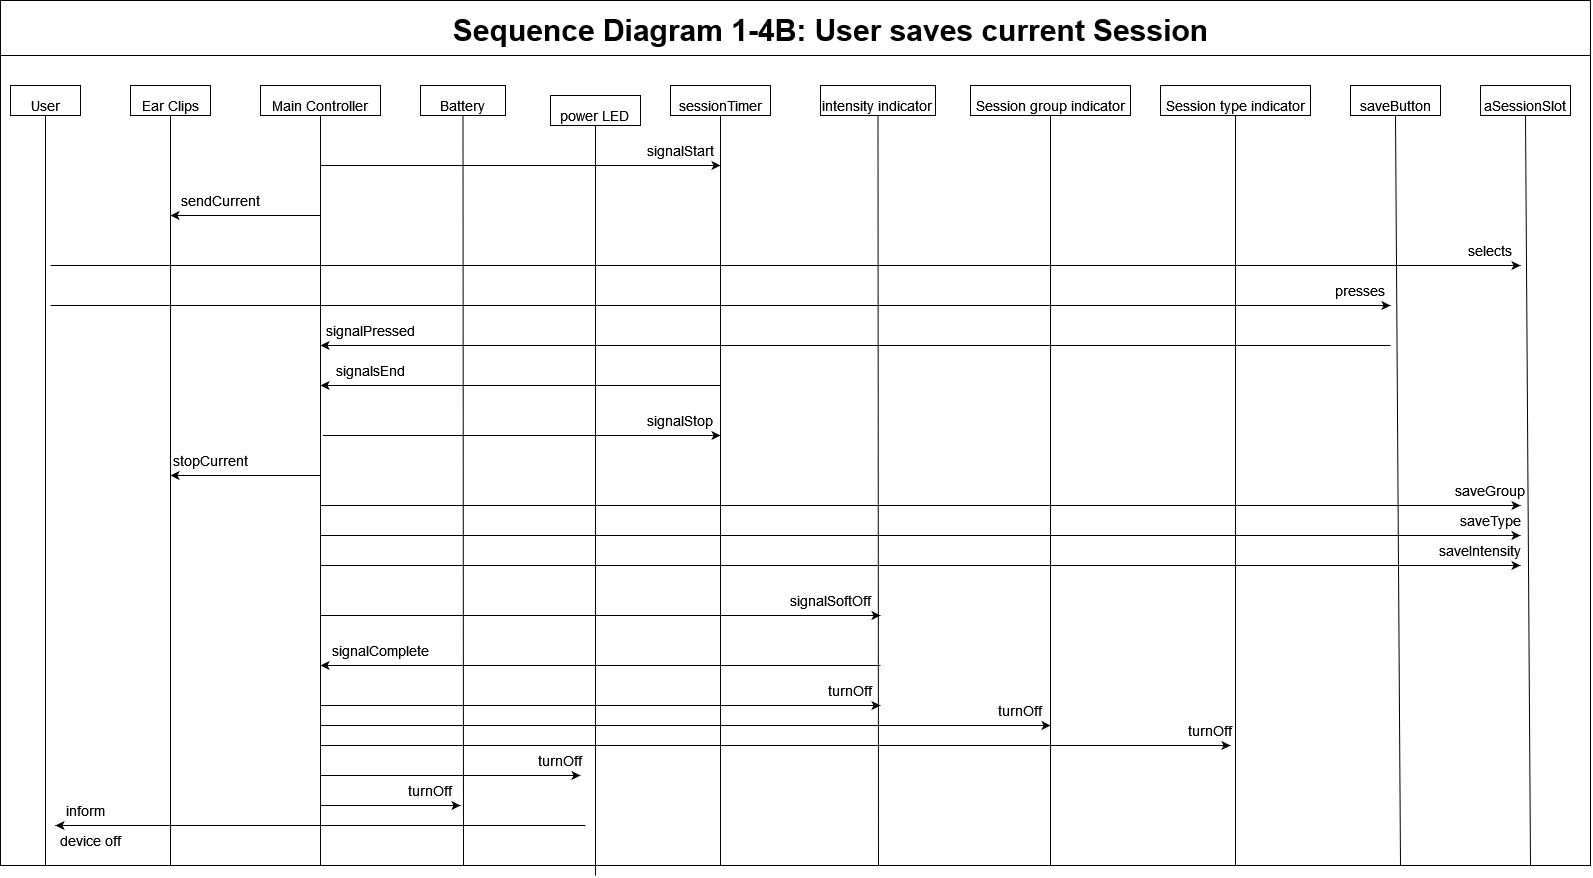 Sequence Diagram 1-4B: User saves current Session
User
Ear Clips
Main Controller
Battery
power LED
sessionTimer
intensity indicator
Session group indicator
Session type indicator
saveButton
aSessionSlot
signalStart
sendCurrent
selects
presses
signalPressed
signalsEnd
signalStop
stopCurrent
saveGroup
saveType
saveIntensity
signalSoftOff
signalComplete
turnOff
turnOff
turnOff
turnOff
turnOff
inform
device off